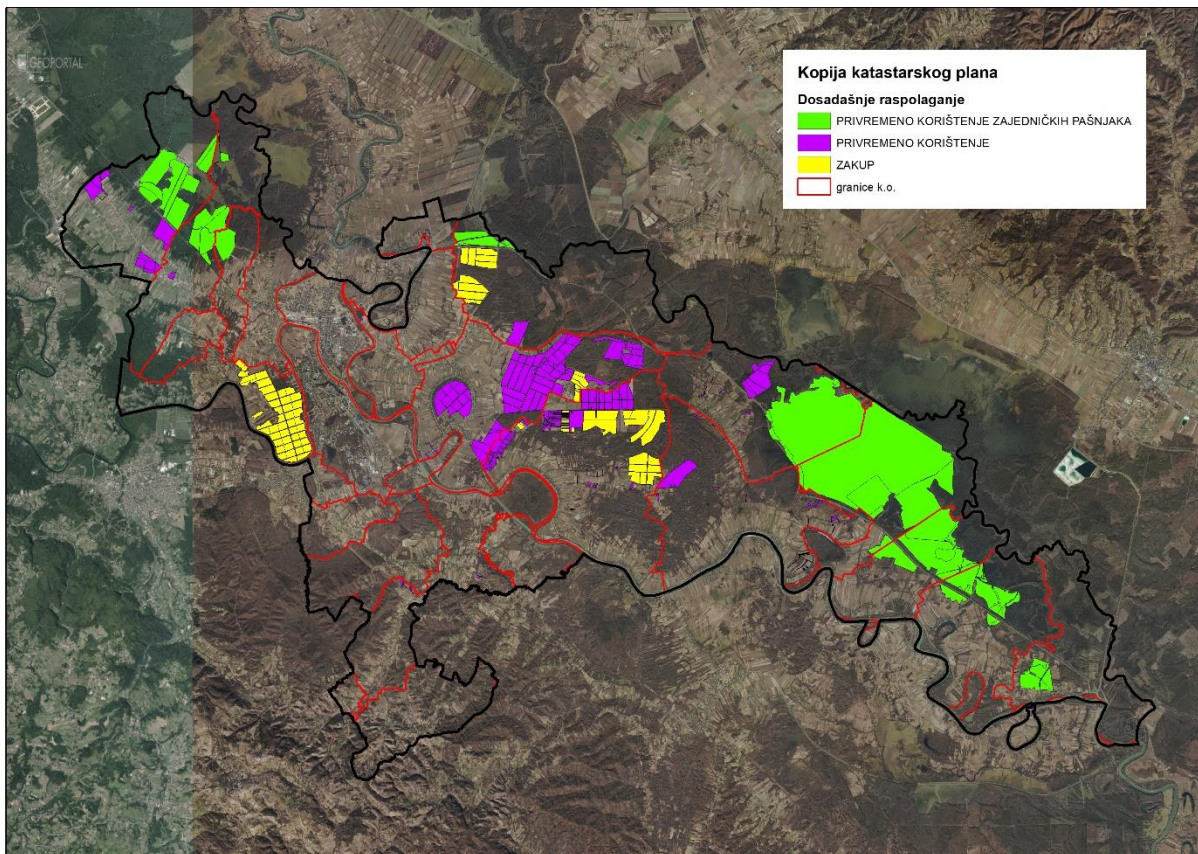 GEOPORTAL
Kopija katastarskog plana
Dosadašnje raspolaganje
PRIVREMENO KORIŠTENJE ZAJEDNIČKIH PAŠNJAKA
PRIVREMENO KORIŠTENJE
ZAKUP
granice k.o.